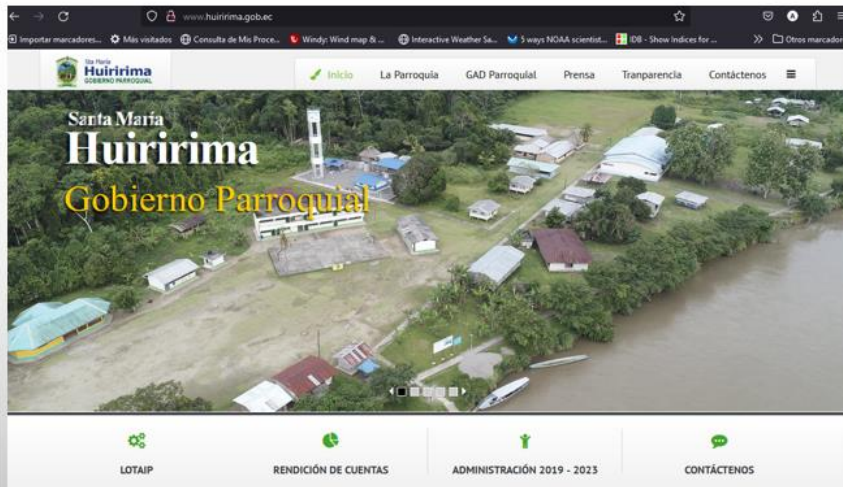 www.huiririma.gob.ec
Importar marcadores... Más visitados Consulta de Mis Proce... Windy: Wind map & ... Interactive Weather Sa... 5 ways NOAA scientist... IDB - Show Indices for ... Otros marcador
Sta María
Huiririma
GOBIERNO PARROQUIAL
Inicio La Parroquia GAD Parroquial Prensa Tranparencia Contáctenos
Santa María
Huiririma
Gobierno Parroquial
LOTAIP RENDICIÓN DE CUENTAS ADMINISTRACIÓN 2019 - 2023 CONTÁCTENOS